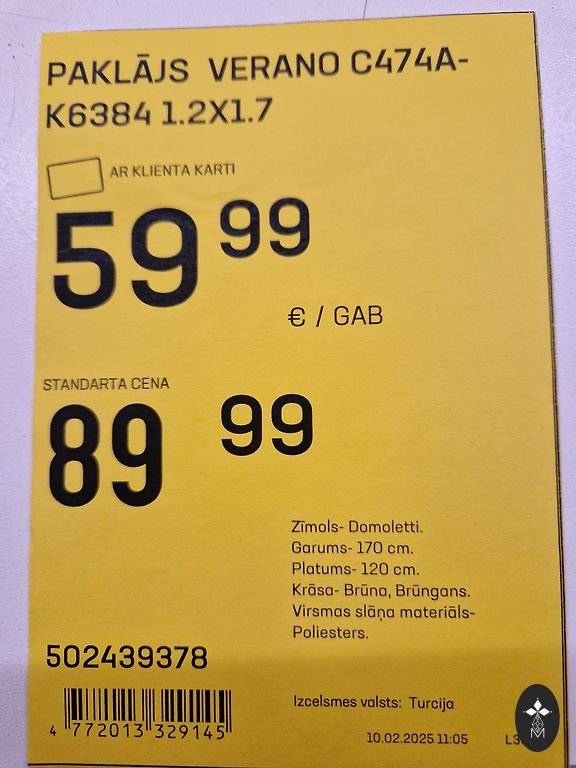 PAKLĀJS VERANO C474A-
K6384 1.2X1.7
AR KLIENTA KARTI
59 99
€ / GAB
STANDARTA CENA
89 99
Zīmols- Domoletti.
Garums- 170 cm.
Platums- 120 cm.
Krāsa- Brūna, Brūngans.
Virsmas slāņa materiāls-
Poliesters.
502439378
Izcelsmes valsts: Turcija
4 772013 329145
10.02.2025 11:05